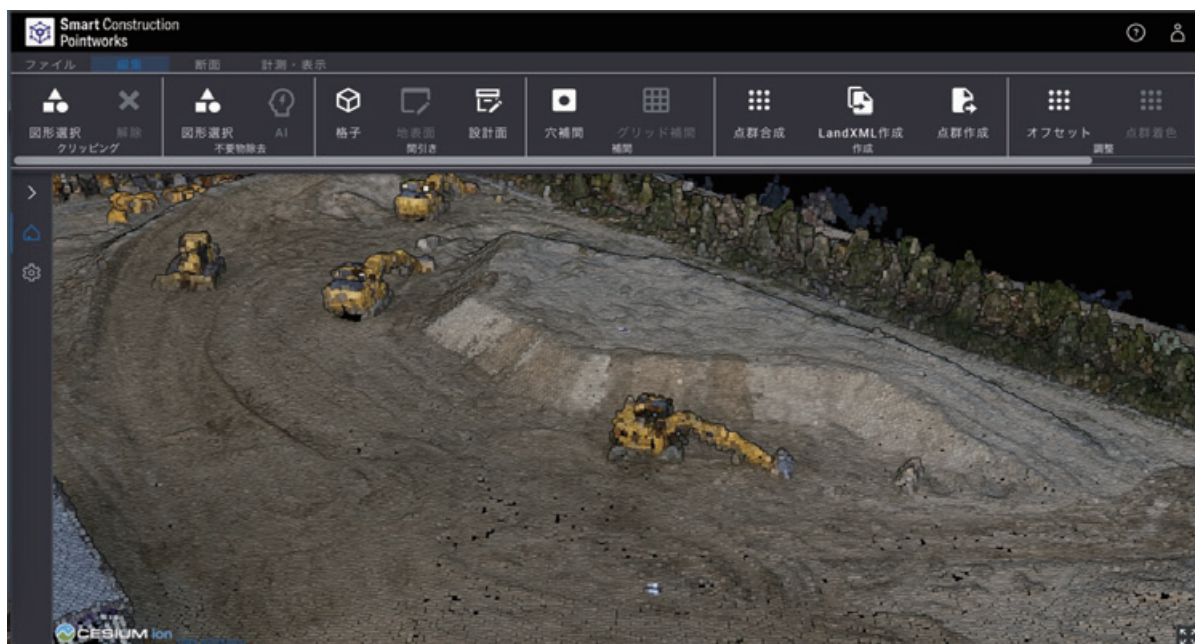 Smart Construction
Pointworks
ファイル 編集 断面 計測・表示
図形選択 解除 図形選択 AI 格子 地表面 設計面 穴補間 グリッド補間 点群合成 LandXML作成 点群作成 オフセット 点群着色
クリッピング 不要物除去 間引き 補間 作成 調整
CESIUM ion